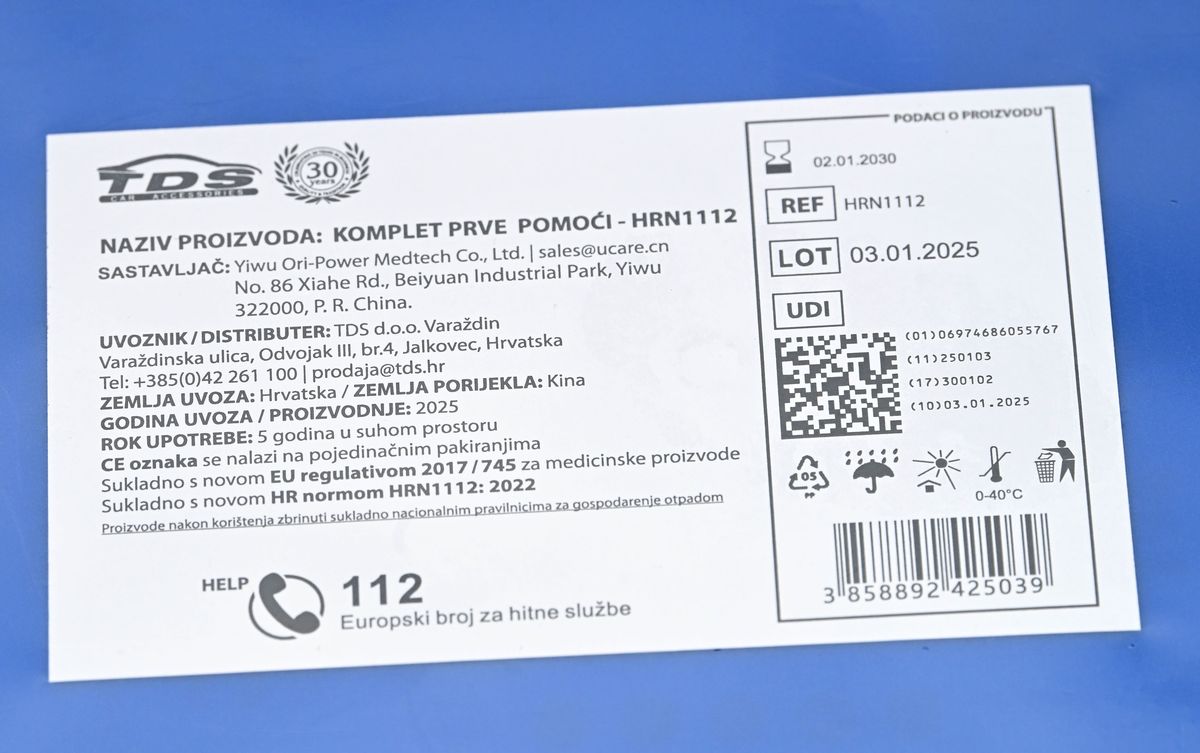 TDS
CAR ACCESSORIES
30
years
NAZIV PROIZVODA: KOMPLET PRVE POMOĆI - HRN1112
SASTAVLJAČ: Yiwu Ori-Power Medtech Co., Ltd. | sales@ucare.cn
No. 86 Xiahe Rd., Beiyuan Industrial Park, Yiwu
322000, P. R. China.
UVOZNIK / DISTRIBUTER: TDS d.o.o. Varaždin
Varaždinska ulica, Odvojak III, br.4, Jalkovec, Hrvatska
Tel: +385(0)42 261 100 | prodaja@tds.hr
ZEMLJA UVOZA: Hrvatska / ZEMLJA PORIJEKLA: Kina
GODINA UVOZA / PROIZVODNJE: 2025
ROK UPOTREBE: 5 godina u suhom prostoru
CE oznaka se nalazi na pojedinačnim pakiranjima
Sukladno s novom EU regulativom 2017 / 745 za medicinske proizvode
Sukladno s novom HR normom HRN1112: 2022
Proizvode nakon korištenja zbrinuti sukladno nacionalnim pravilnicima za gospodarenje otpadom
HELP
112
Europski broj za hitne službe
PODACI O PROIZVODU
02.01.2030
REF HRN1112
LOT 03.01.2025
UDI
(01)06974686055767
(11)250103
(17)300102
(10)03.01.2025
05
PP
0-40°C
3 858892 425039